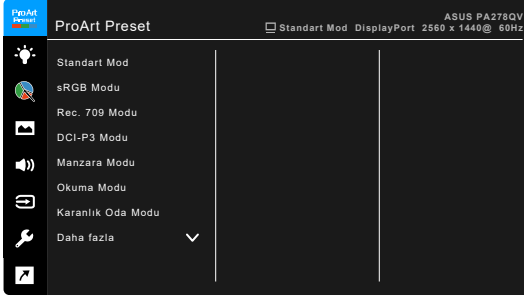 ProArt
Preset
ProArt Preset
ASUS PA278QV
Standart Mod DisplayPort 2560 x 1440@ 60Hz
Standart Mod
sRGB Modu
Rec. 709 Modu
DCI-P3 Modu
Manzara Modu
Okuma Modu
Karanlık Oda Modu
Daha fazla